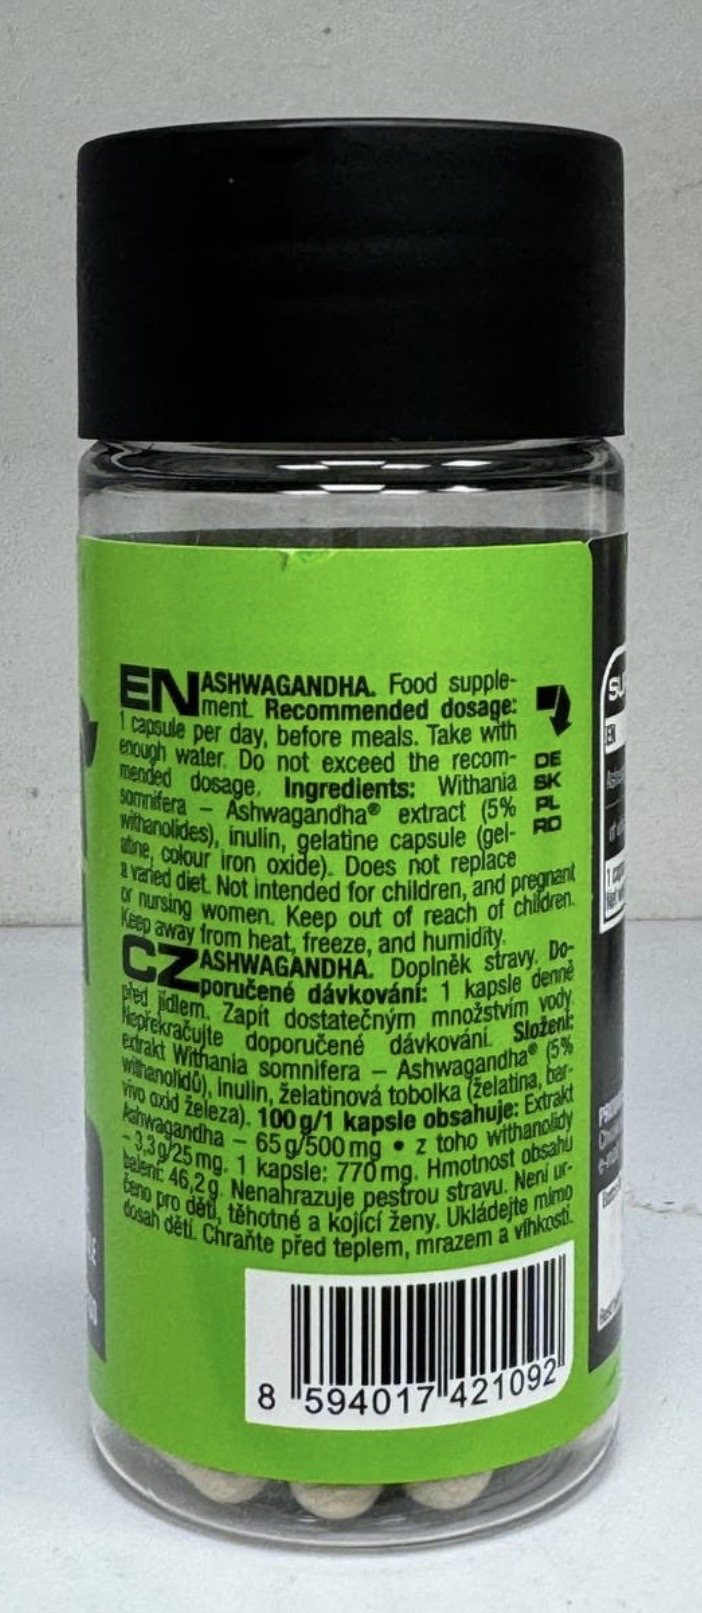 EN ASHWAGANDHA. Food supple-
ment. Recommended dosage:
1 capsule per day, before meals. Take with
enough water. Do not exceed the recom-
mended dosage. Ingredients: Withania
somnifera – Ashwagandha® extract (5%
withanolides), inulin, gelatine capsule (gel-
atine, colour iron oxide). Does not replace
a varied diet. Not intended for children, and pregnant
or nursing women. Keep out of reach of children.
Keep away from heat, freeze, and humidity.
DE
SK
PL
RO
CZ ASHWAGANDHA. Doplněk stravy. Do-
poručené dávkování: 1 kapsle denně
před jídlem. Zapít dostatečným množstvím vody.
Nepřekračujte doporučené dávkování. Složení:
extrakt Withania somnifera – Ashwagandha® (5%
withanolidů), inulin, želatinová tobolka (želatina, bar-
vivo oxid železa). 100 g/1 kapsle obsahuje: Extrakt
Ashwagandha – 65 g/500 mg • z toho withanolidy
– 3,3 g/25 mg. 1 kapsle: 770 mg. Hmotnost obsahu
balení: 46,2 g. Nenahrazuje pestrou stravu. Není ur-
čeno pro děti, těhotné a kojící ženy. Ukládejte mimo
dosah dětí. Chraňte před teplem, mrazem a vlhkostí.
8 594017 421092
SU
EN